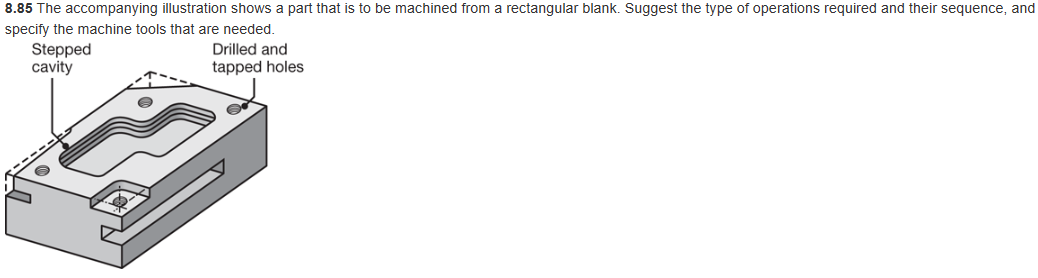 8.85 The accompanying illustration shows a part that is to be machined from a rectangular blank. Suggest the type of operations required and their sequence, and
specify the machine tools that are needed.
Stepped
cavity
Drilled and
tapped holes